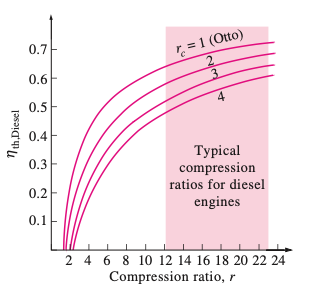 0.7
0.6
0.5
0.4
0.3
0.2
0.1
ηth,Diesel
rc = 1 (Otto)
2
3
4
Typical
compression
ratios for diesel
engines
2 4 6 8 10 12 14 16 18 20 22 24
Compression ratio, r